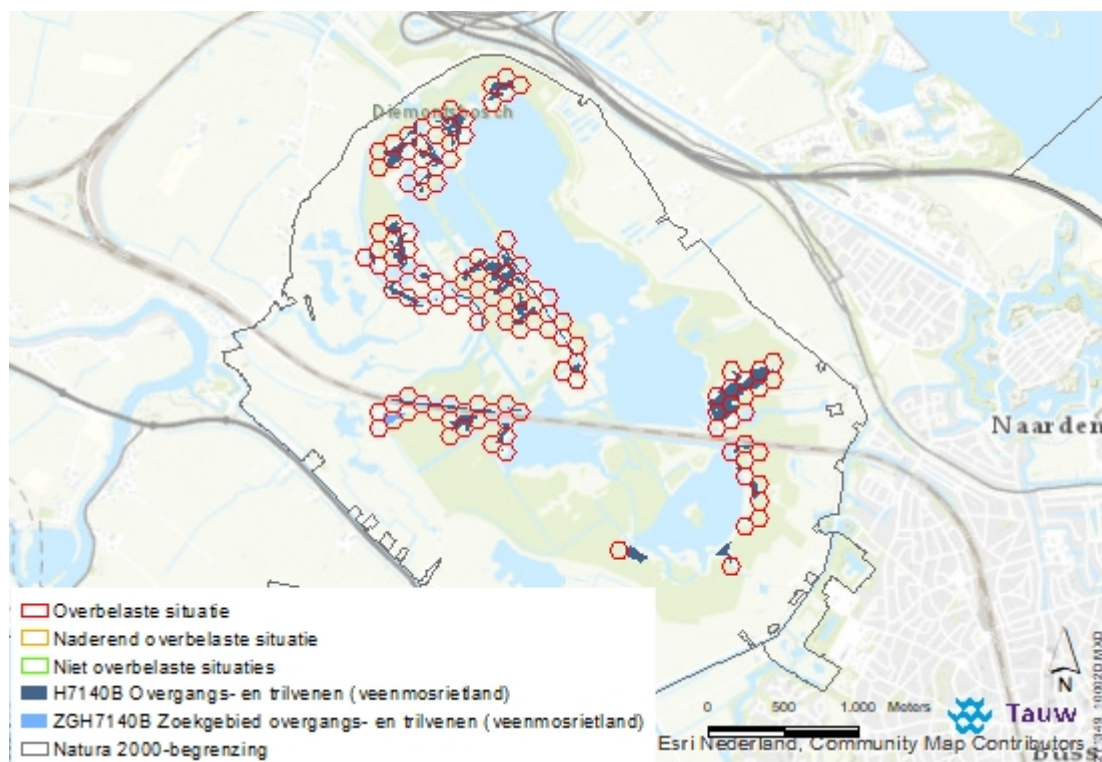 Diemerbosch
Naarden
Overbelaste situatie
Naderend overbelaste situatie
Niet overbelaste situaties
H7140B Overgangs- en trilvenen (veenmosrietland)
ZGH7140B Zoekgebied overgangs- en trilvenen (veenmosrietland)
Natura 2000-begrenzing
0 500 1.000 Meters
N
Tauw
Esri Nederland, Community Map Contributors